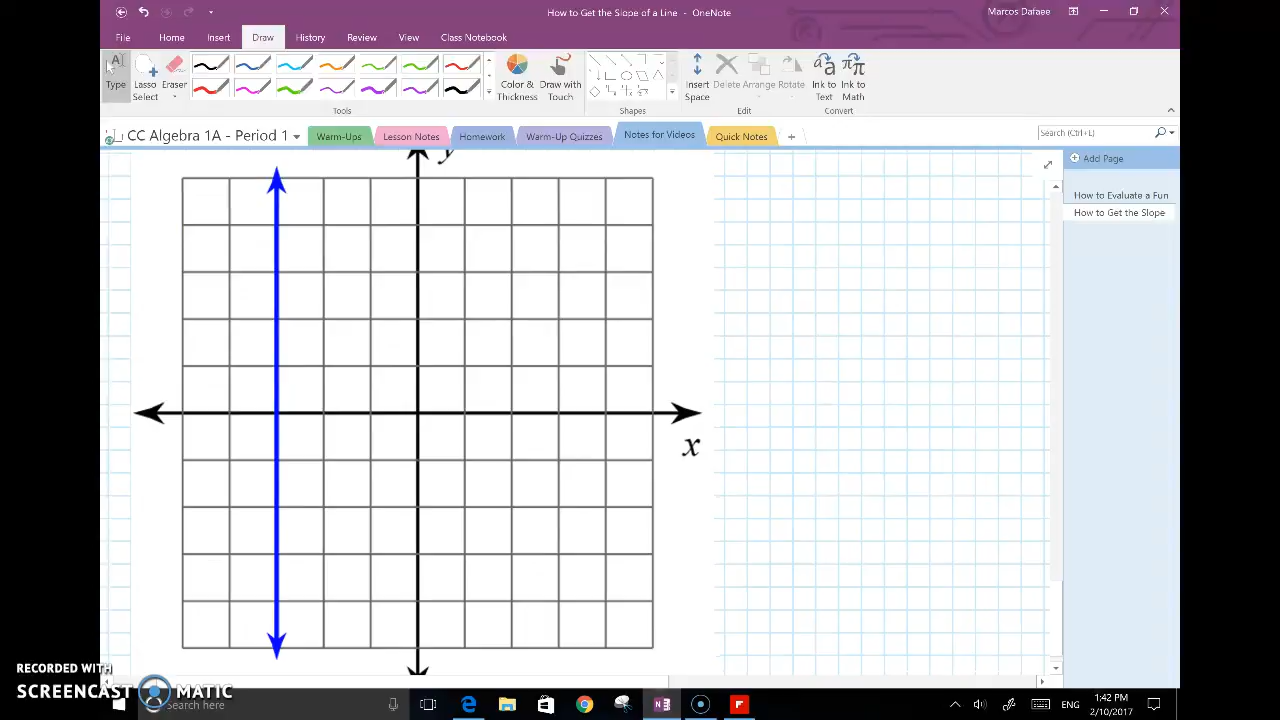 How to Get the Slope of a Line - OneNote
Marcos Dafaee
File Home Insert Draw History Review View Class Notebook
Type
Lasso Select
Eraser
Color & Thickness
Draw with Touch
Insert Space
Delete
Arrange
Rotate
Ink to Text
Ink to Math
Tools
Shapes
Edit
Convert
CC Algebra 1A - Period 1
Warm-Ups
Lesson Notes
Homework
Warm-Up Quizzes
Notes for Videos
Quick Notes
Search (Ctrl+L)
Add Page
How to Evaluate a Fun
How to Get the Slope
y
x
RECORDED WITH
SCREENCAST MATIC
Search here
ENG
1:42 PM
2/10/2017